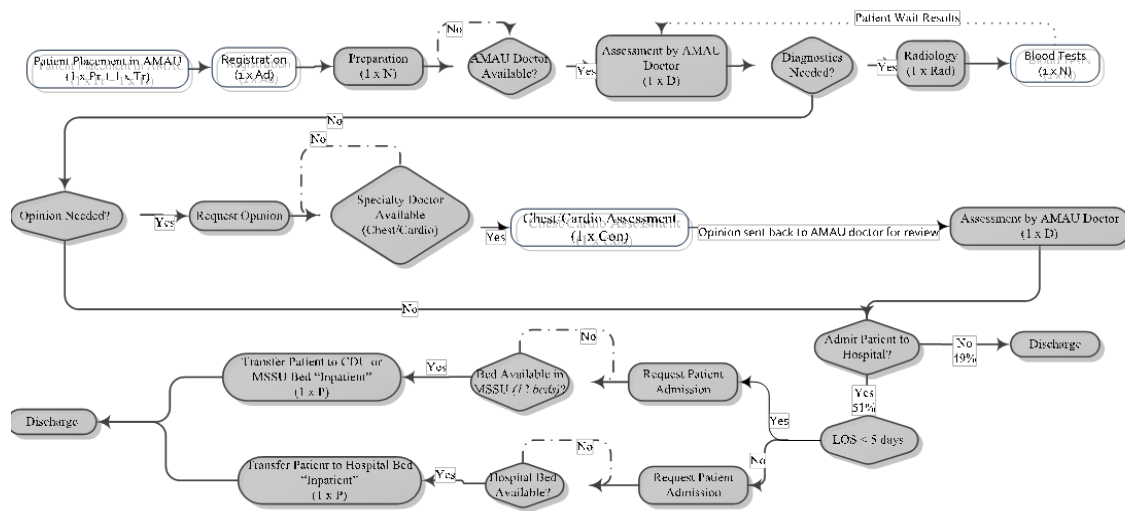 Patient Wait Results
No
Patient Placement in AMAU
(1 x Pr, 1 x Tr)
Registration
(1 x Ad)
Preparation
(1 x N)
AMAU Doctor
Available?
Yes
Assessment by AMAU
Doctor
(1 x D)
Diagnostics
Needed?
Yes
Radiology
(1 x Rad)
Blood Tests
(1 x N)
No
No
Opinion Needed?
Yes
Request Opinion
Specialty Doctor
Available
(Chest/Cardio)
Yes
Chest/Cardio Assessment
(1 x Con)
Opinion sent back to AMAU doctor for review
Assessment by AMAU Doctor
(1 x D)
No
Admit Patient to
Hospital?
No
49%
Discharge
Yes
51%
LOS < 5 days
Yes
No
Request Patient
Admission
No
Bed Available in
MSSU (12 beds)?
Yes
Transfer Patient to CDU or
MSSU Bed "Inpatient"
(1 x P)
Discharge
Request Patient
Admission
No
Hospital Bed
Available?
Yes
Transfer Patient to Hospital Bed
"Inpatient"
(1 x P)